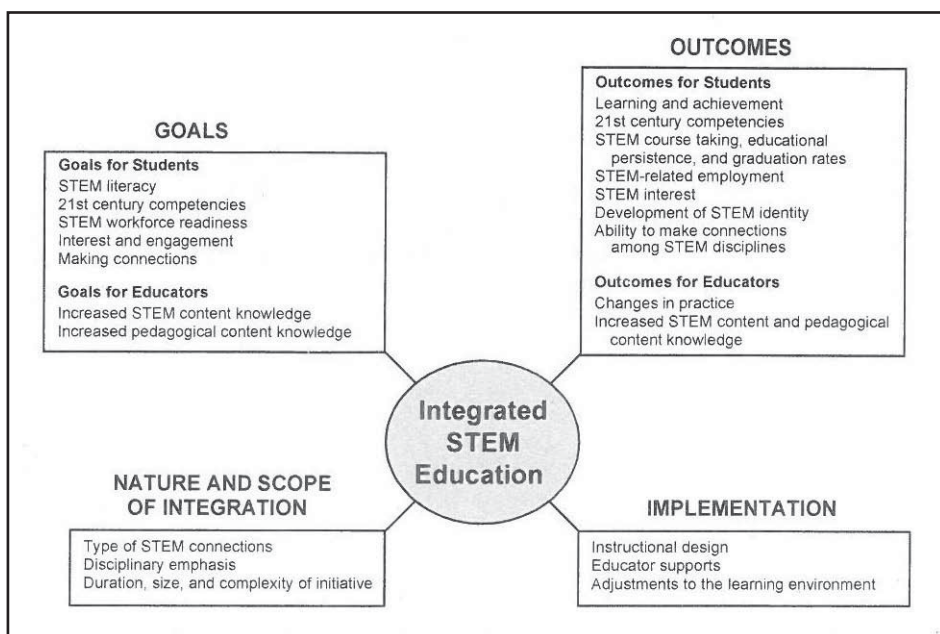 GOALS
Goals for Students
STEM literacy
21st century competencies
STEM workforce readiness
Interest and engagement
Making connections
Goals for Educators
Increased STEM content knowledge
Increased pedagogical content knowledge
OUTCOMES
Outcomes for Students
Learning and achievement
21st century competencies
STEM course taking, educational
persistence, and graduation rates
STEM-related employment
STEM interest
Development of STEM identity
Ability to make connections
among STEM disciplines
Outcomes for Educators
Changes in practice
Increased STEM content and pedagogical
content knowledge
Integrated
STEM
Education
NATURE AND SCOPE
OF INTEGRATION
Type of STEM connections
Disciplinary emphasis
Duration, size, and complexity of initiative
IMPLEMENTATION
Instructional design
Educator supports
Adjustments to the learning environment